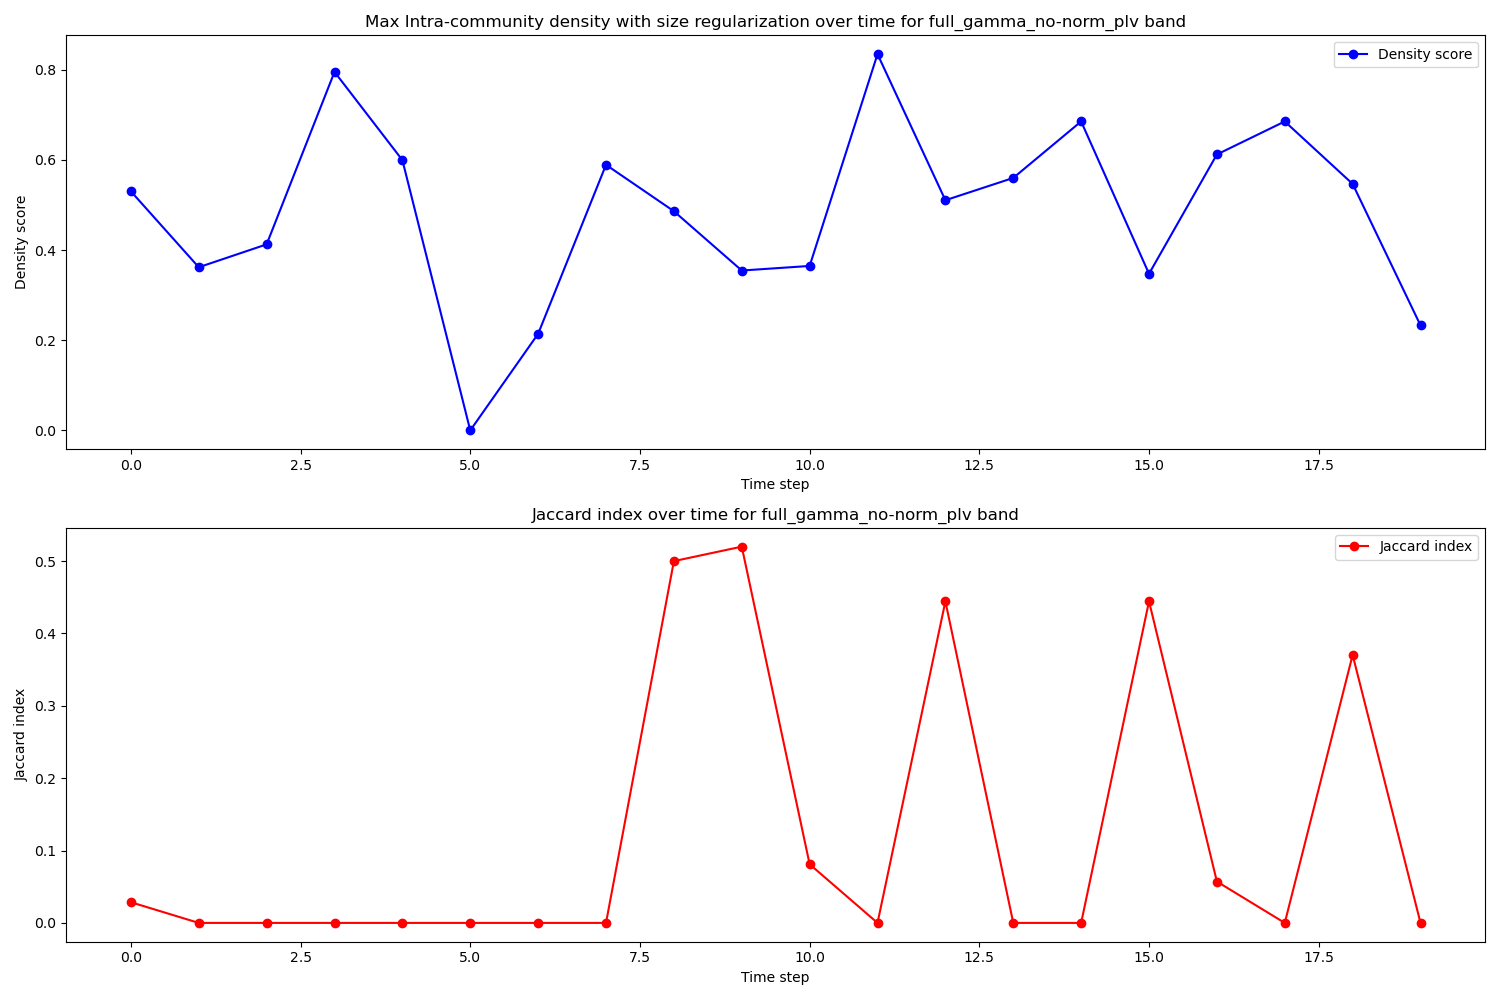 Max Intra-community density with size regularization over time for full_gamma_no-norm_plv band
Density score
0.8
0.6
0.4
0.2
0.0
Density score
0.0 2.5 5.0 7.5 10.0 12.5 15.0 17.5
Time step
Jaccard index over time for full_gamma_no-norm_plv band
Jaccard index
0.5
0.4
0.3
0.2
0.1
0.0
Jaccard index
0.0 2.5 5.0 7.5 10.0 12.5 15.0 17.5
Time step